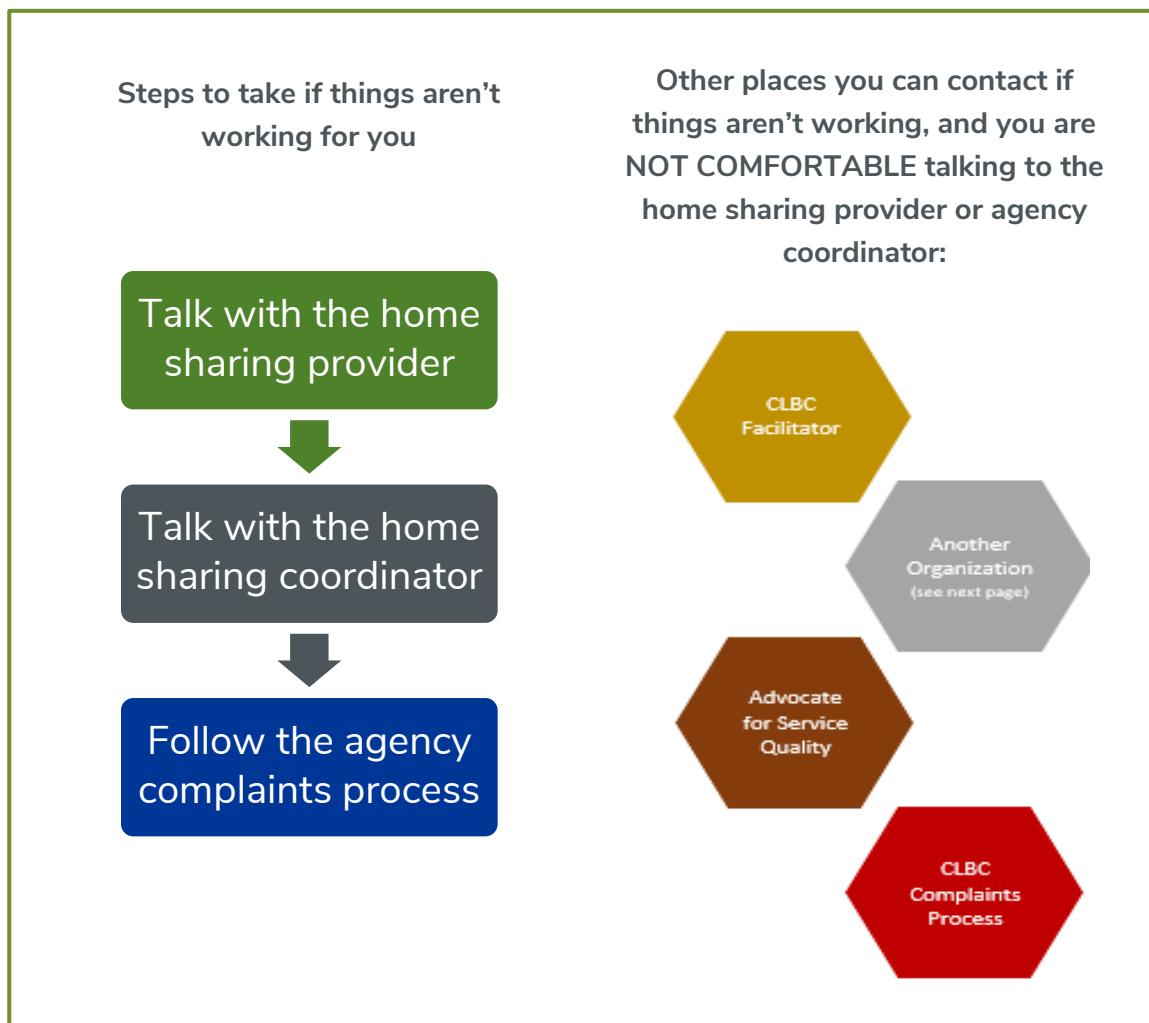 Steps to take if things aren’t
working for you
Talk with the home
sharing provider
Talk with the home
sharing coordinator
Follow the agency
complaints process
Other places you can contact if
things aren’t working, and you are
NOT COMFORTABLE talking to the
home sharing provider or agency
coordinator:
CLBC
Facilitator
Another
Organization
(see next page)
Advocate
for Service
Quality
CLBC
Complaints
Process